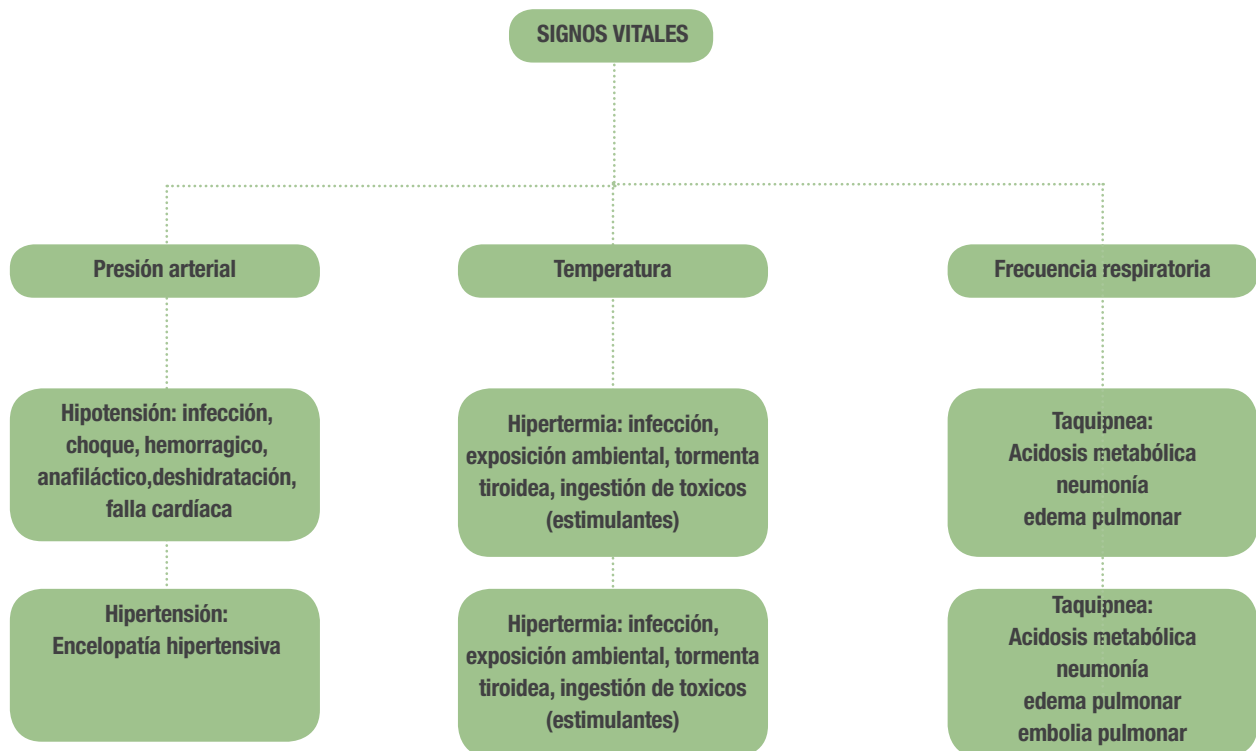 SIGNOS VITALES
Presión arterial
Temperatura
Frecuencia respiratoria
Hipotensión: infección,
choque, hemorragico,
anafiláctico,deshidratación,
falla cardíaca
Hipertermia: infección,
exposición ambiental, tormenta
tiroidea, ingestión de toxicos
(estimulantes)
Taquipnea:
Acidosis metabólica
neumonía
edema pulmonar
Hipertensión:
Encelopatía hipertensiva
Hipertermia: infección,
exposición ambiental, tormenta
tiroidea, ingestión de toxicos
(estimulantes)
Taquipnea:
Acidosis metabólica
neumonía
edema pulmonar
embolia pulmonar